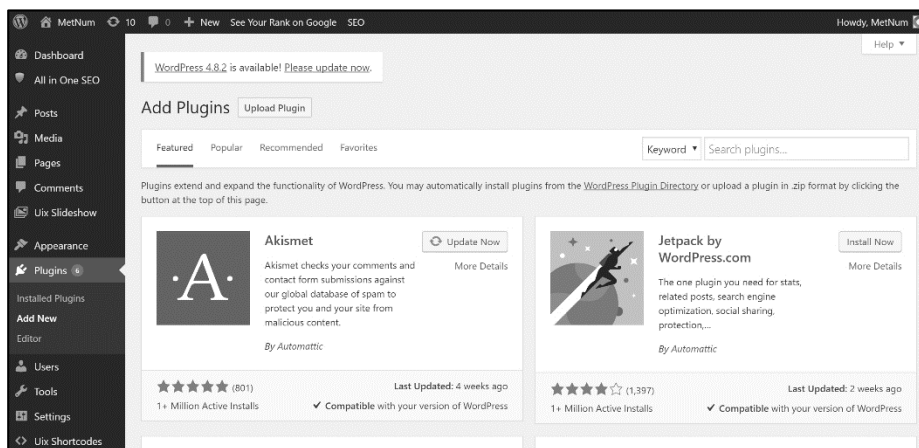 MetNum 10 0 New See Your Rank on Google SEO Howdy, MetNum
Help
Dashboard
All in One SEO
Posts
Media
Pages
Comments
Uix Slideshow
Appearance
Plugins 6
Installed Plugins
Add New
Editor
Users
Tools
Settings
Uix Shortcodes
WordPress 4.8.2 is available! Please update now.
Add Plugins Upload Plugin
Featured Popular Recommended Favorites Keyword Search plugins...
Plugins extend and expand the functionality of WordPress. You may automatically install plugins from the WordPress Plugin Directory or upload a plugin in .zip format by clicking the
button at the top of this page.
·A·
Akismet
Update Now
More Details
Akismet checks your comments and
contact form submissions against
our global database of spam to
protect you and your site from
malicious content.
By Automattic
(801)
Last Updated: 4 weeks ago
1+ Million Active Installs
Compatible with your version of WordPress
Jetpack by
WordPress.com
Install Now
More Details
The one plugin you need for stats,
related posts, search engine
optimization, social sharing,
protection,...
By Automattic
(1,397)
Last Updated: 2 weeks ago
1+ Million Active Installs
Compatible with your version of WordPress